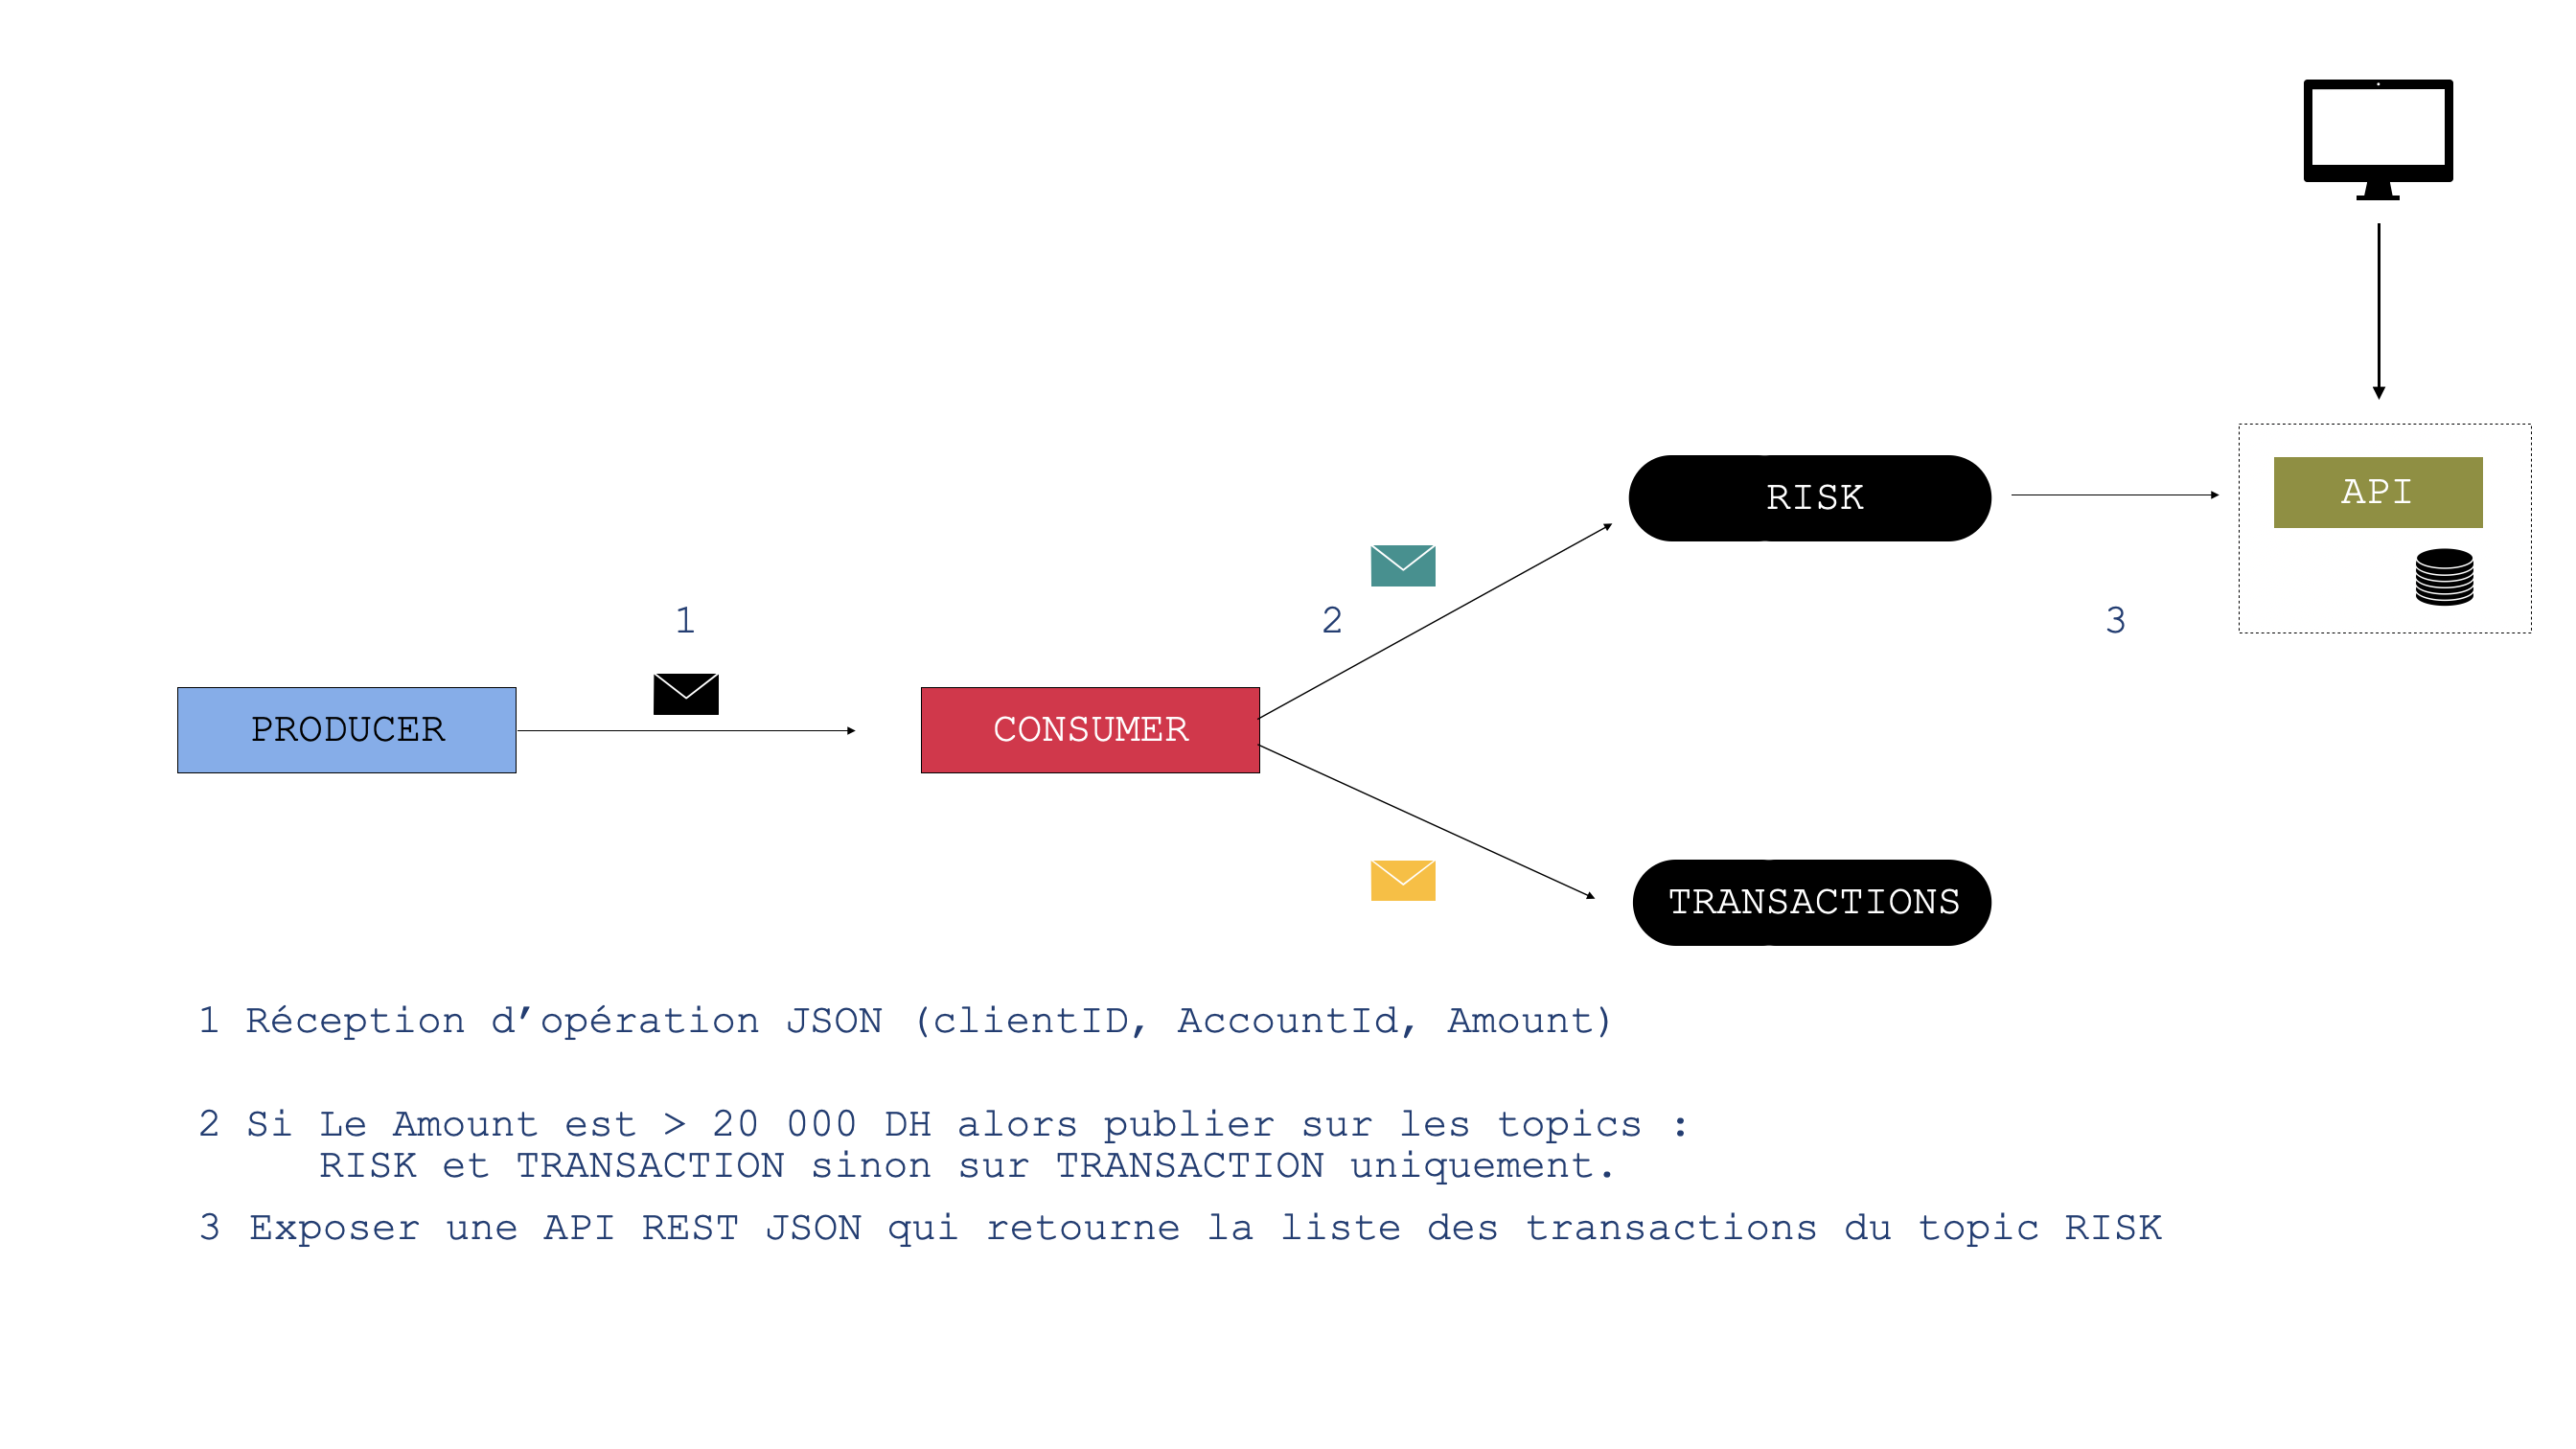 API
RISK
1
2
3
PRODUCER
CONSUMER
TRANSACTIONS
1 Réception d’opération JSON (clientID, AccountId, Amount)
2 Si Le Amount est > 20 000 DH alors publier sur les topics :
RISK et TRANSACTION sinon sur TRANSACTION uniquement.
3 Exposer une API REST JSON qui retourne la liste des transactions du topic RISK